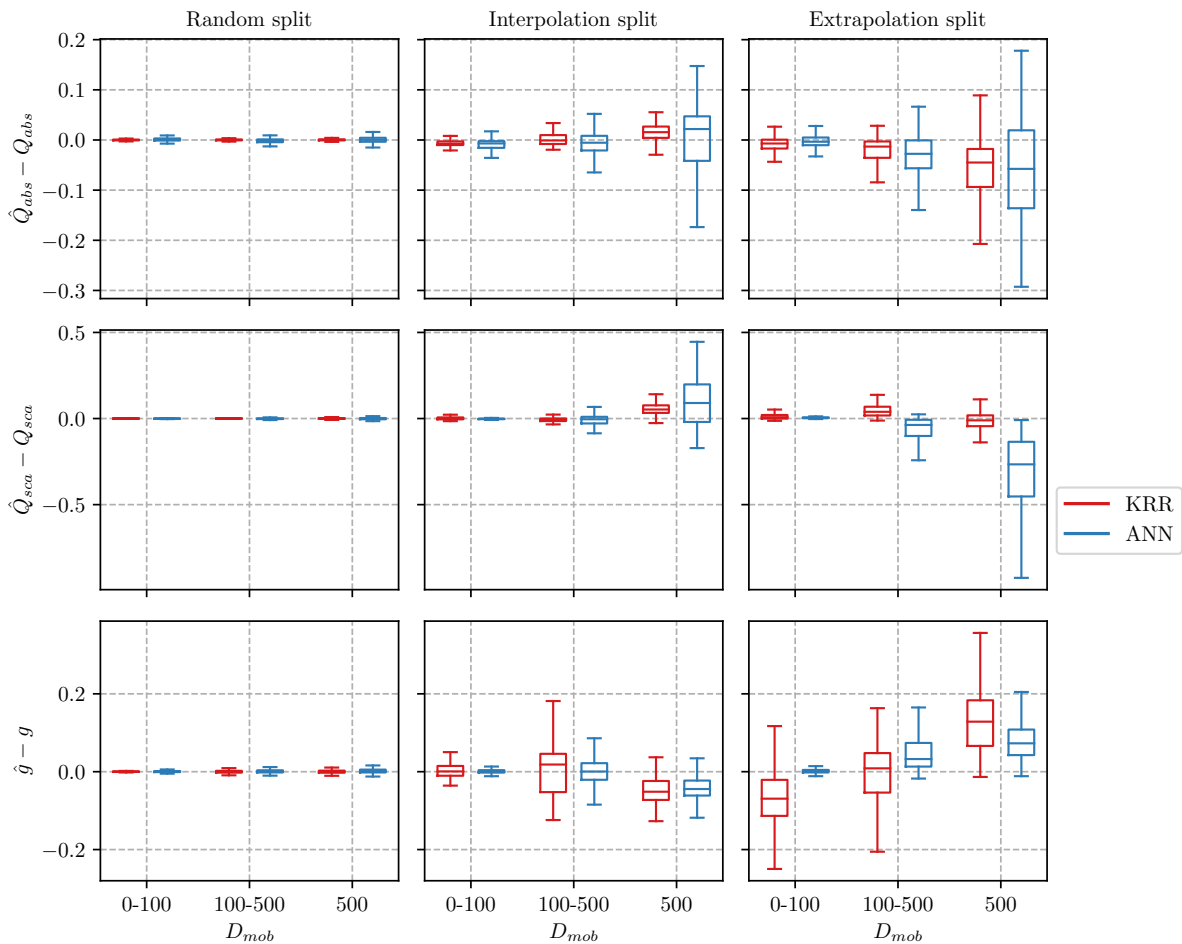 Random split
Interpolation split
Extrapolation split
0.2
0.1
0.0
−0.1
−0.2
−0.3
Q̂abs − Qabs
0.5
0.0
−0.5
Q̂sca − Qsca
KRR
ANN
0.2
0.0
−0.2
ĝ − g
0-100
100-500
500
0-100
100-500
500
0-100
100-500
500
Dmob
Dmob
Dmob